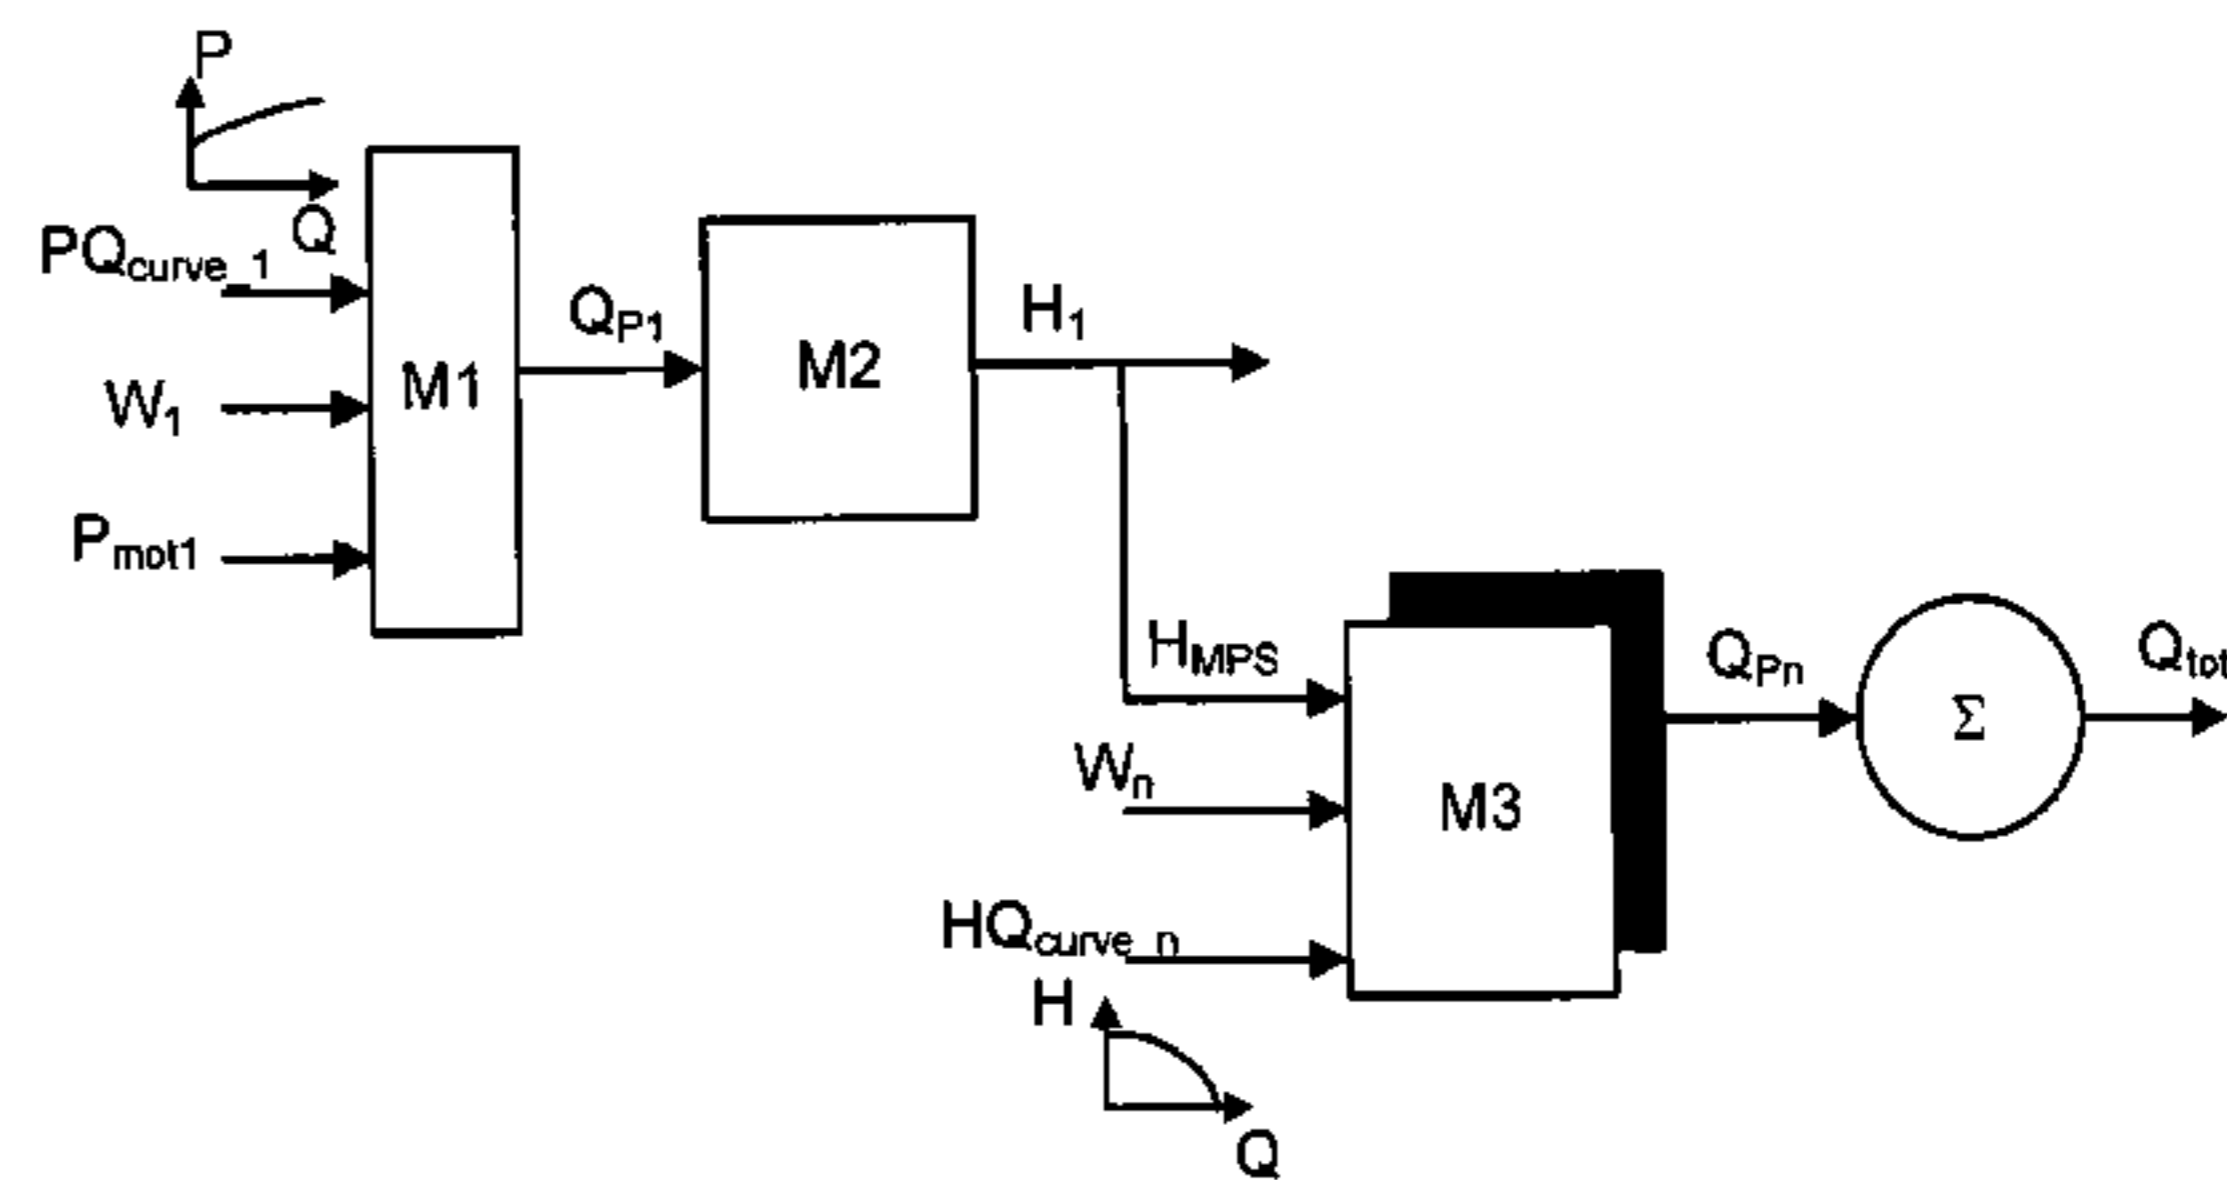 P
Q
PQcurve_1
W1
Pmot1
M1
QP1
M2
H1
HMPS
Wn
HQcurve_n
H
Q
M3
QPn
Σ
Qtot